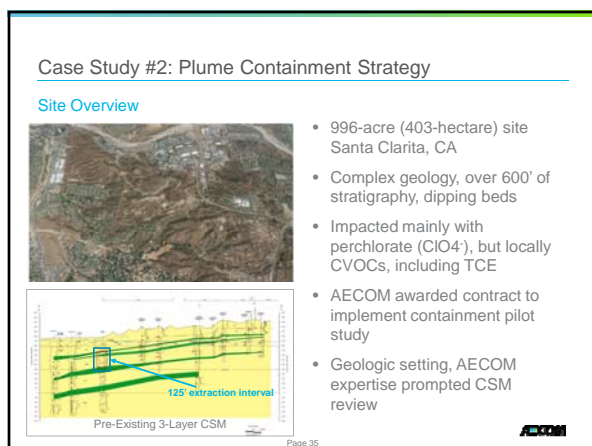 Case Study #2: Plume Containment Strategy
Site Overview
• 996-acre (403-hectare) site
Santa Clarita, CA
• Complex geology, over 600' of
stratigraphy, dipping beds
• Impacted mainly with
perchlorate (ClO4-), but locally
CVOCs, including TCE
• AECOM awarded contract to
implement containment pilot
study
• Geologic setting, AECOM
expertise prompted CSM
review
125' extraction interval
Pre-Existing 3-Layer CSM
AECOM
Page 35